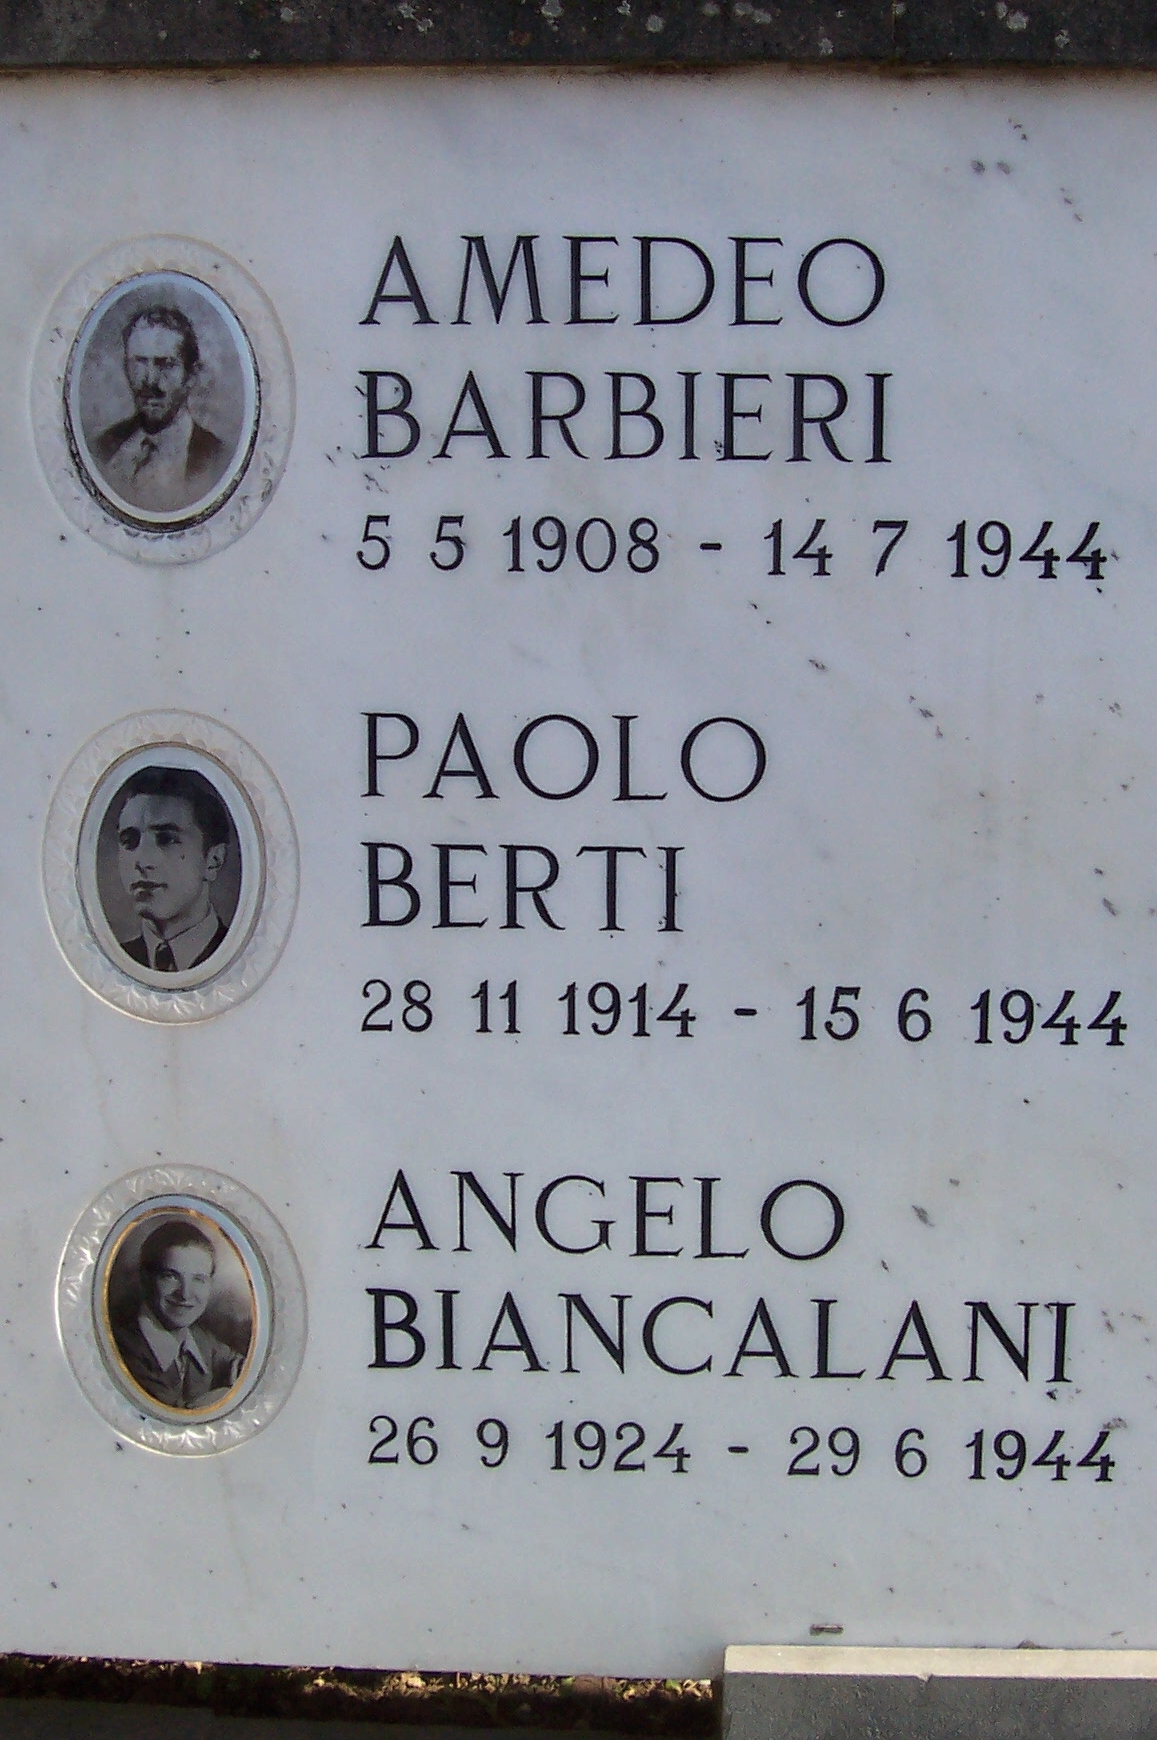 AMEDEO
BARBIERI
5 5 1908 - 14 7 1944
PAOLO
BERTI
28 11 1914 - 15 6 1944
ANGELO
BIANCALANI
26 9 1924 - 29 6 1944